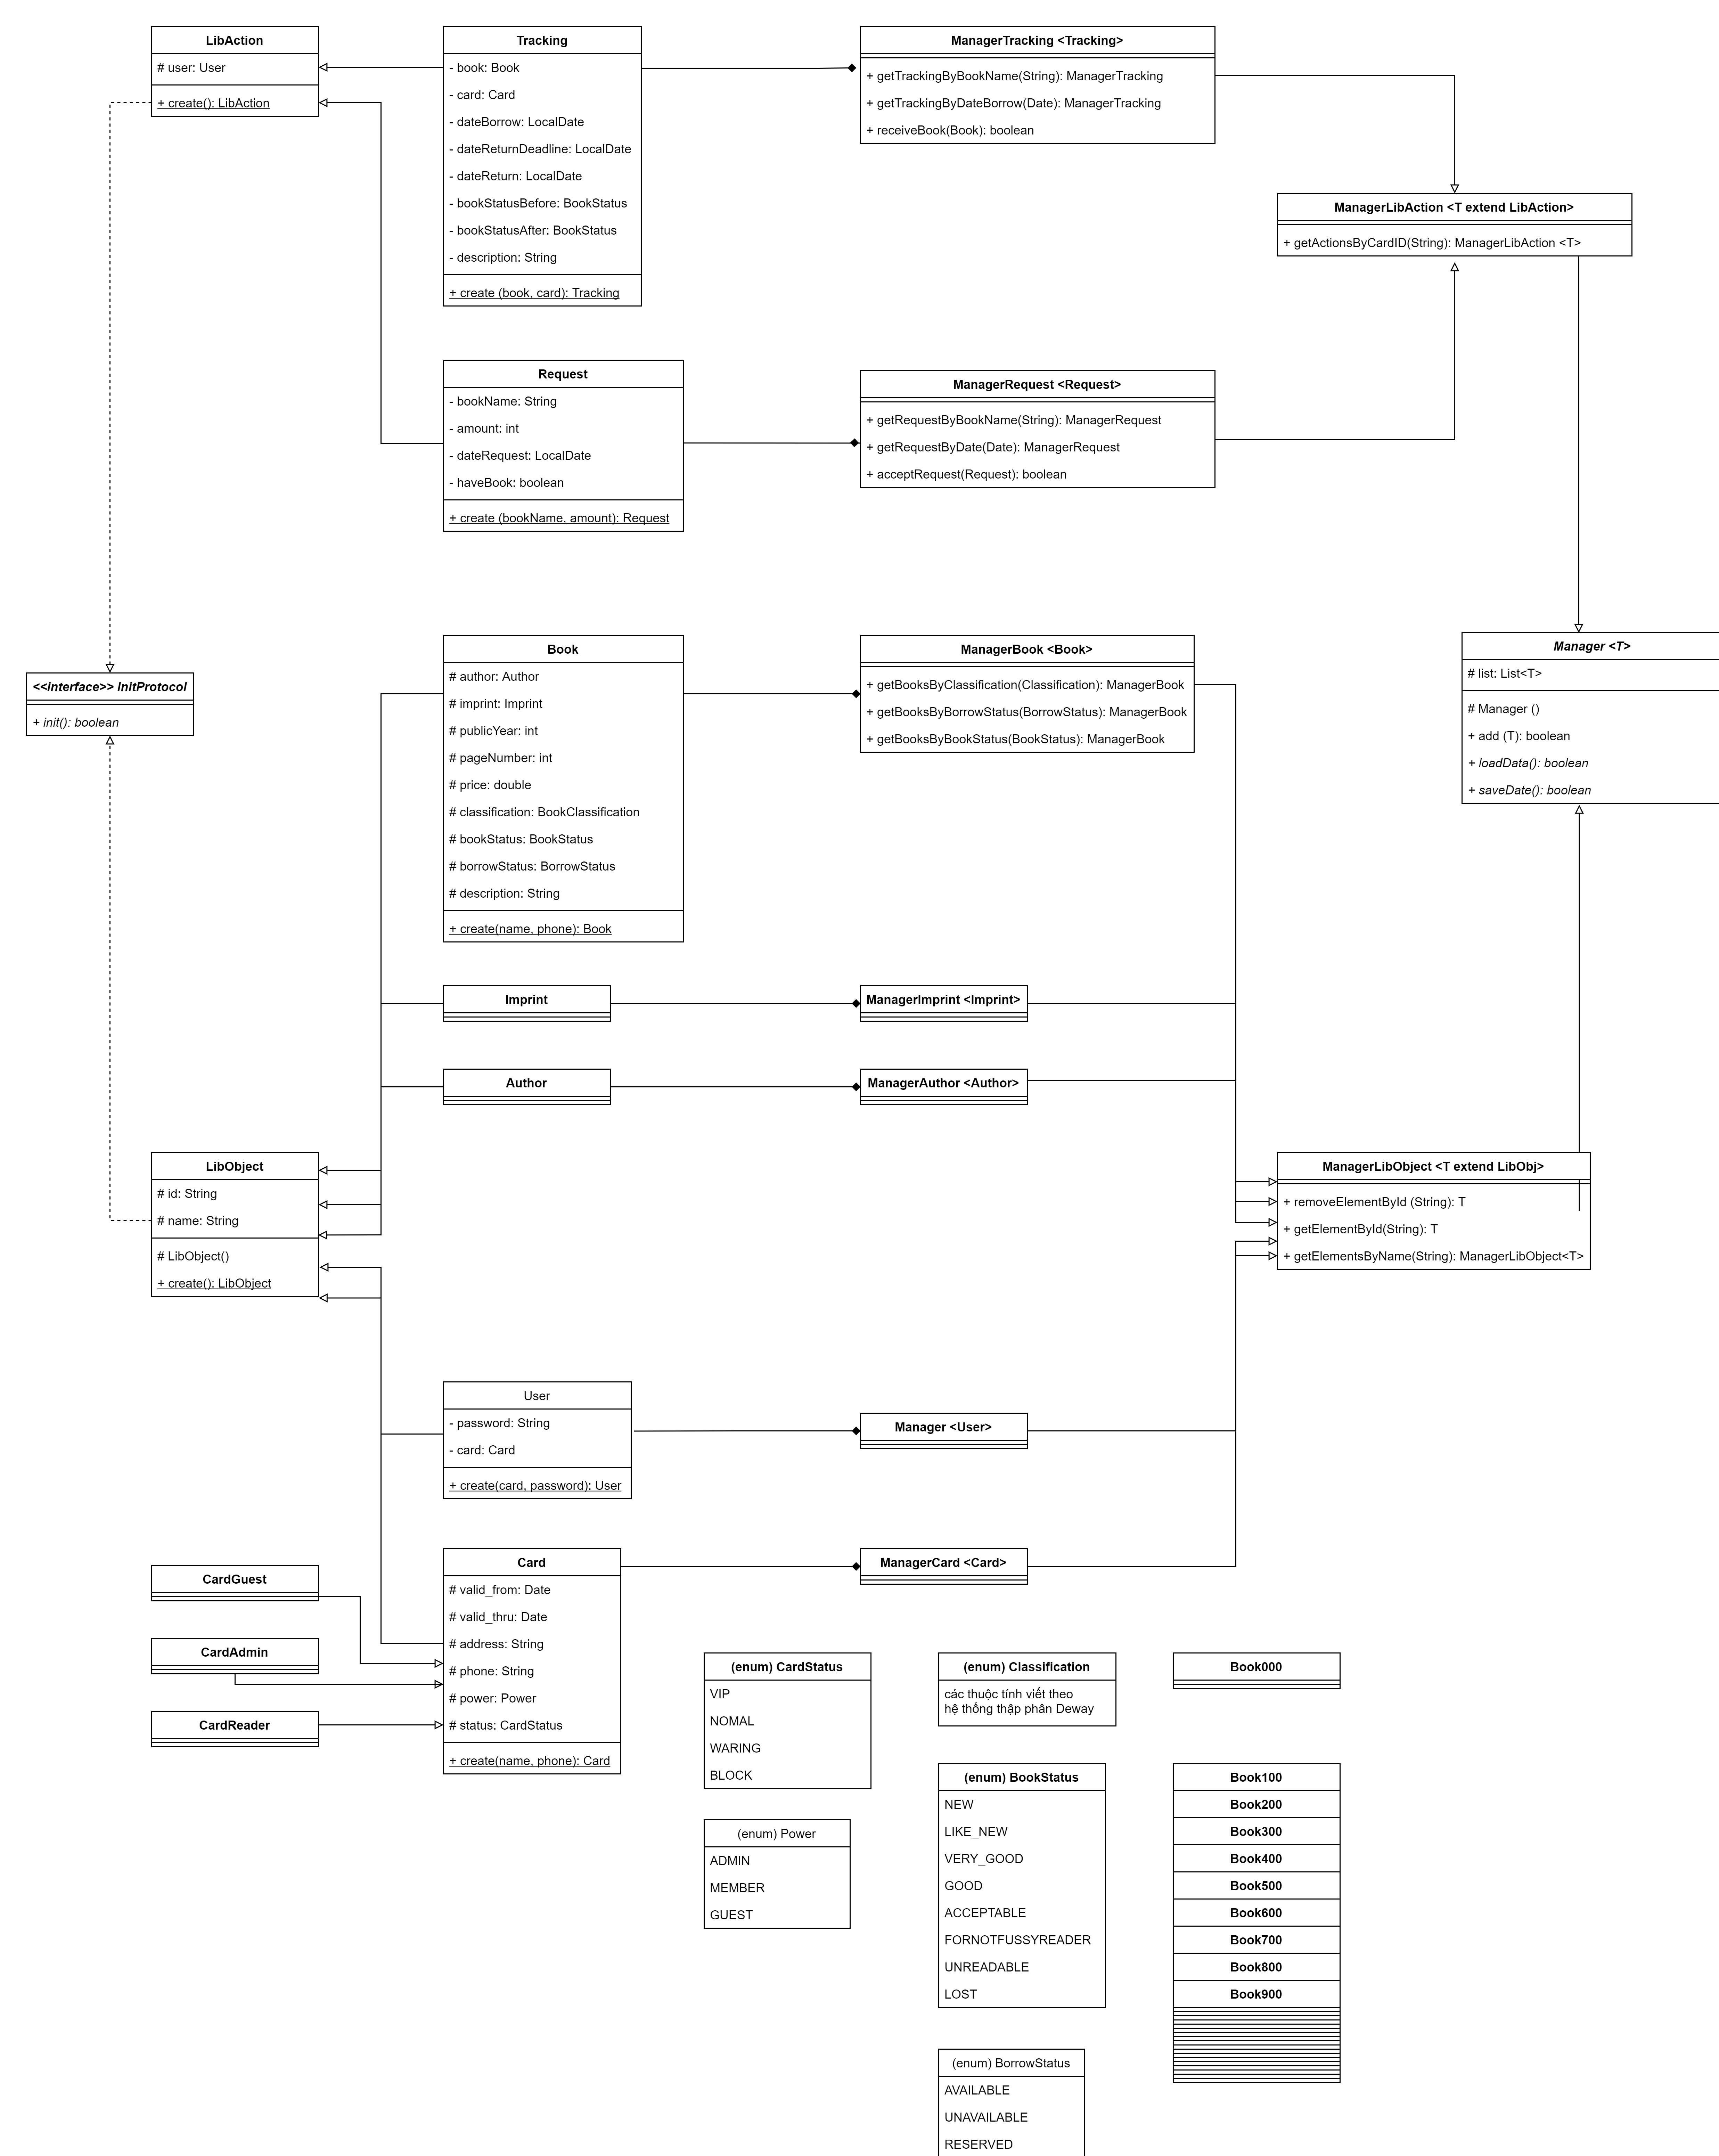 LibAction
# user: User
+ create(): LibAction
Tracking
- book: Book
- card: Card
- dateBorrow: LocalDate
- dateReturnDeadline: LocalDate
- dateReturn: LocalDate
- bookStatusBefore: BookStatus
- bookStatusAfter: BookStatus
- description: String
+ create (book, card): Tracking
ManagerTracking <Tracking>
+ getTrackingByBookName(String): ManagerTracking
+ getTrackingByDateBorrow(Date): ManagerTracking
+ receiveBook(Book): boolean
ManagerLibAction <T extend LibAction>
+ getActionsByCardID(String): ManagerLibAction <T>
Request
- bookName: String
- amount: int
- dateRequest: LocalDate
- haveBook: boolean
+ create (bookName, amount): Request
ManagerRequest <Request>
+ getRequestByBookName(String): ManagerRequest
+ getRequestByDate(Date): ManagerRequest
+ acceptRequest(Request): boolean
<<interface>> InitProtocol
+ init(): boolean
Book
# author: Author
# imprint: Imprint
# publicYear: int
# pageNumber: int
# price: double
# classification: BookClassification
# bookStatus: BookStatus
# borrowStatus: BorrowStatus
# description: String
+ create(name, phone): Book
ManagerBook <Book>
+ getBooksByClassification(Classification): ManagerBook
+ getBooksByBorrowStatus(BorrowStatus): ManagerBook
+ getBooksByBookStatus(BookStatus): ManagerBook
Manager <T>
# list: List<T>
# Manager ()
+ add (T): boolean
+ loadData(): boolean
+ saveDate(): boolean
Imprint
ManagerImprint <Imprint>
Author
ManagerAuthor <Author>
LibObject
# id: String
# name: String
# LibObject()
+ create(): LibObject
ManagerLibObject <T extend LibObj>
+ removeElementById (String): T
+ getElementById(String): T
+ getElementsByName(String): ManagerLibObject<T>
User
- password: String
- card: Card
+ create(card, password): User
Manager <User>
CardGuest
CardAdmin
CardReader
Card
# valid_from: Date
# valid_thru: Date
# address: String
# phone: String
# power: Power
# status: CardStatus
+ create(name, phone): Card
ManagerCard <Card>
(enum) CardStatus
VIP
NOMAL
WARING
BLOCK
(enum) Power
ADMIN
MEMBER
GUEST
(enum) Classification
các thuộc tính viết theo
hệ thống thập phân Deway
(enum) BookStatus
NEW
LIKE_NEW
VERY_GOOD
GOOD
ACCEPTABLE
FORNOTFUSSYREADER
UNREADABLE
LOST
(enum) BorrowStatus
AVAILABLE
UNAVAILABLE
RESERVED
Book000
Book100
Book200
Book300
Book400
Book500
Book600
Book700
Book800
Book900